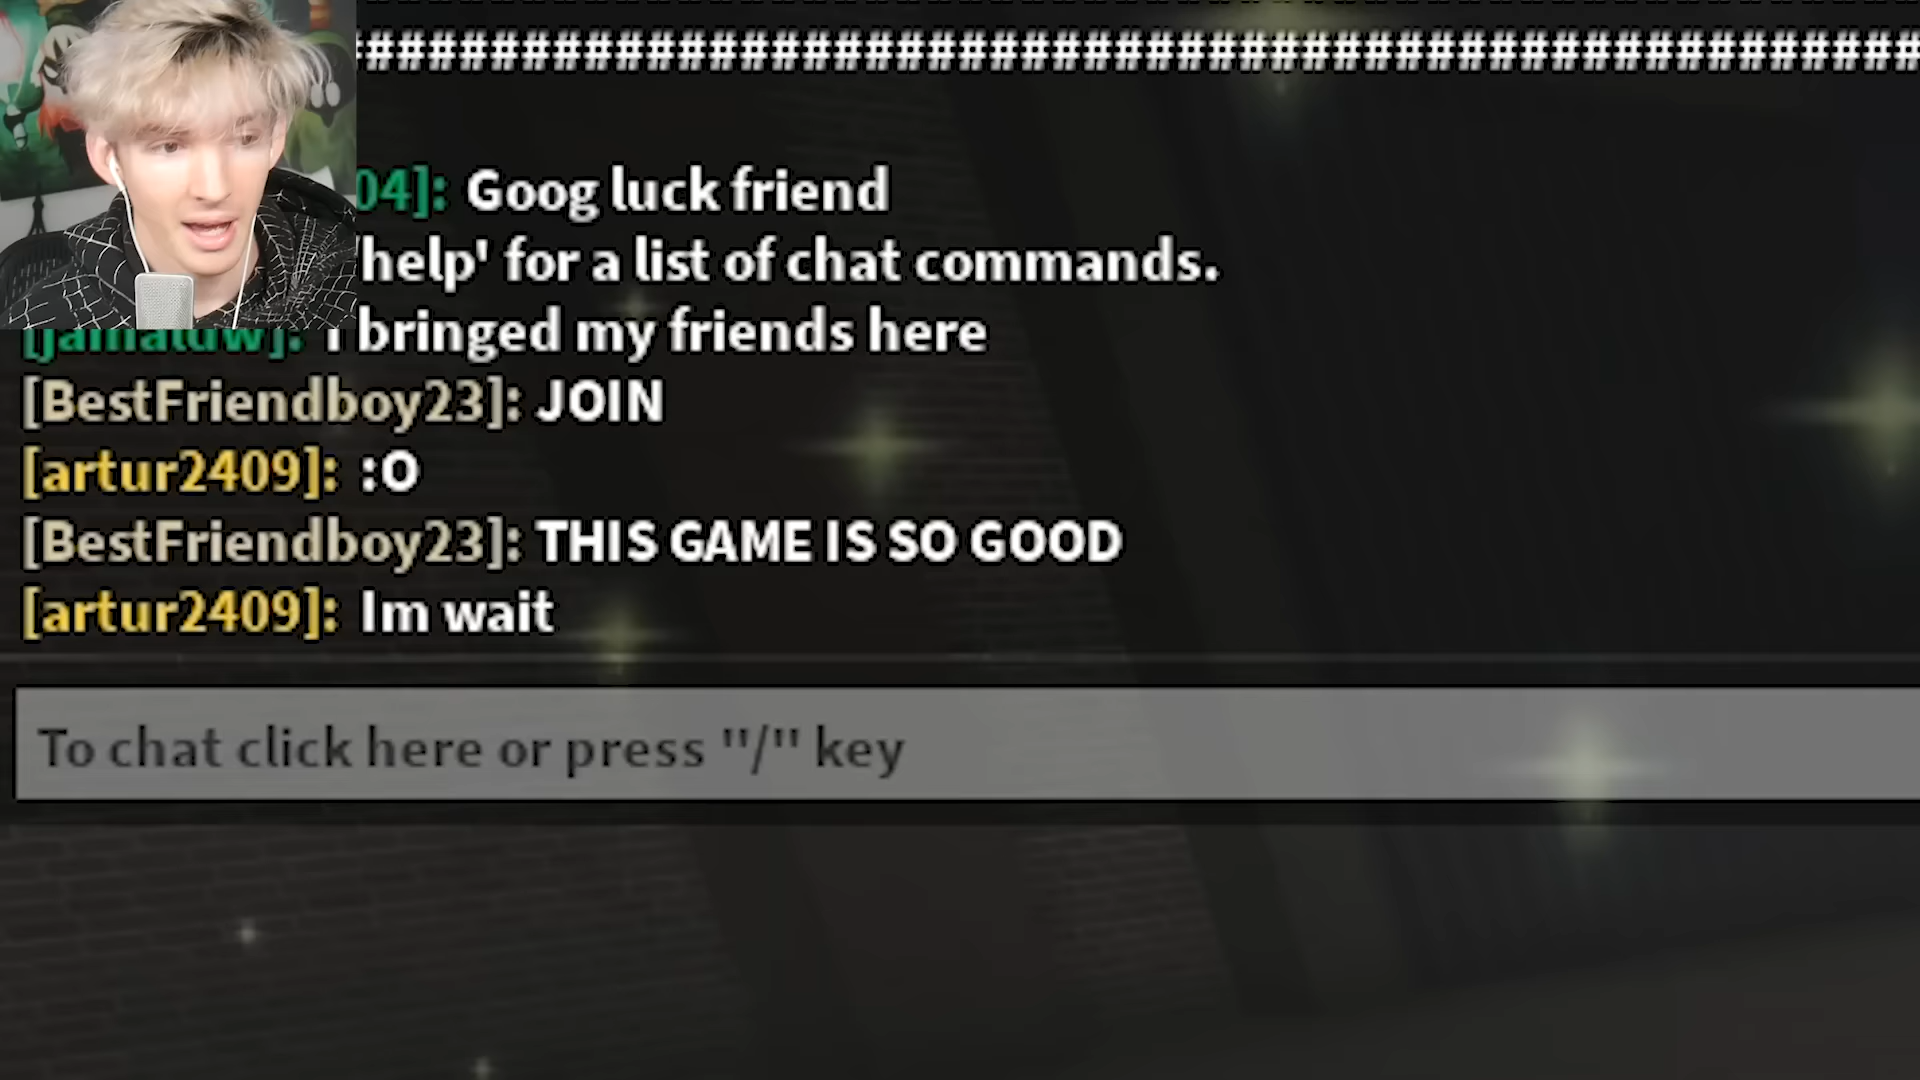 04]: Goog luck friend
help' for a list of chat commands.
bringed my friends here
[BestFriendboy23]: JOIN
[artur2409]: :O
[BestFriendboy23]: THIS GAME IS SO GOOD
[artur2409]: Im wait
To chat click here or press "/" key